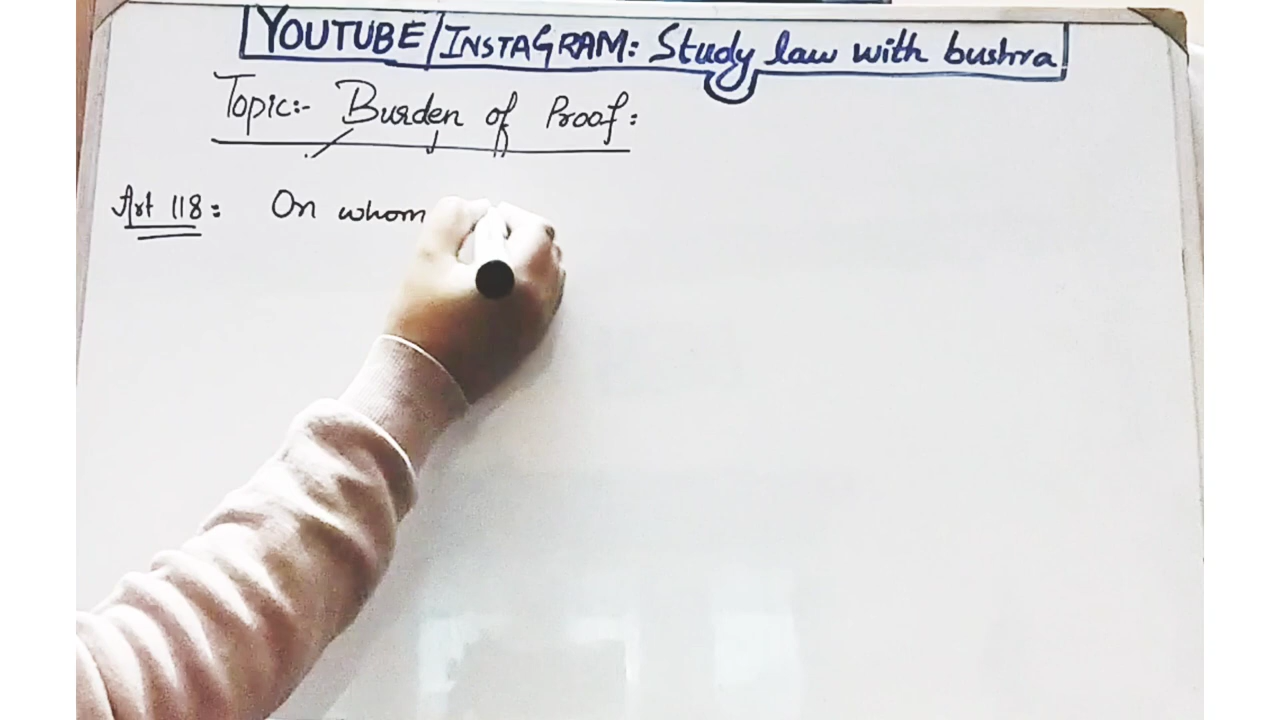 YOUTUBE/INSTAGRAM: Study law with bushra
Topic:- Burden of Proof:
Art 118: On whom